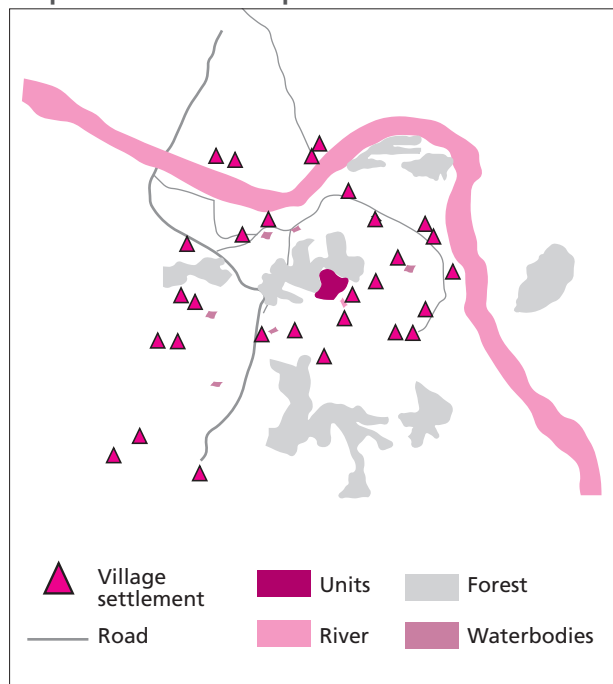 Village
settlement
Units
Forest
Road
River
Waterbodies